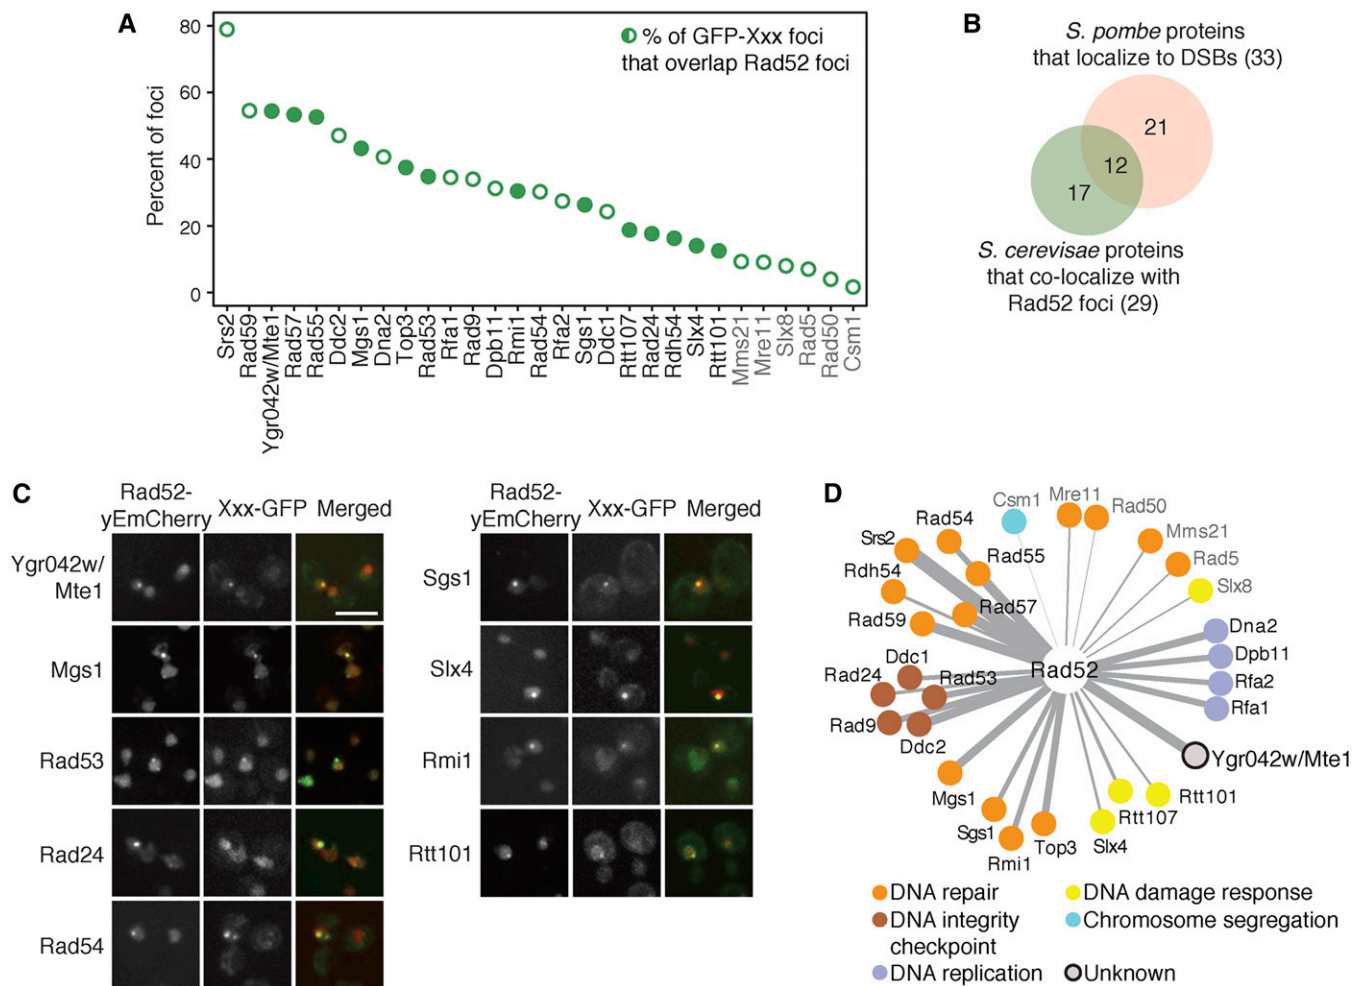 A
80
60
40
20
0
Percent of foci
% of GFP-Xxx foci
that overlap Rad52 foci
Srs2
Rad59
Ygr042w/Mte1
Rad57
Rad55
Ddc2
Mgs1
Dna2
Top3
Rad53
Rfa1
Rad9
Dpb11
Rmi1
Rad54
Rfa2
Sgs1
Ddc1
Rtt107
Rad24
Rdh54
Slx4
Rtt101
Mms21
Mre11
Slx8
Rad5
Rad50
Csm1
B
S. pombe proteins
that localize to DSBs (33)
21
12
17
S. cerevisae proteins
that co-localize with
Rad52 foci (29)
C
Rad52-
yEmCherry Xxx-GFP Merged
Ygr042w/
Mte1
Mgs1
Rad53
Rad24
Rad54
Rad52-
yEmCherry Xxx-GFP Merged
Sgs1
Slx4
Rmi1
Rtt101
D
Csm1
Mre11
Rad50
Mms21
Rad5
Slx8
Dna2
Dpb11
Rfa2
Rfa1
Ygr042w/Mte1
Rtt101
Rtt107
Slx4
Top3
Rmi1
Sgs1
Mgs1
Ddc2
Rad9
Rad24
Rad53
Ddc1
Rad59
Rad57
Rdh54
Rad55
Srs2
Rad54
Rad52
DNA repair
DNA integrity
checkpoint
DNA replication
DNA damage response
Chromosome segregation
Unknown